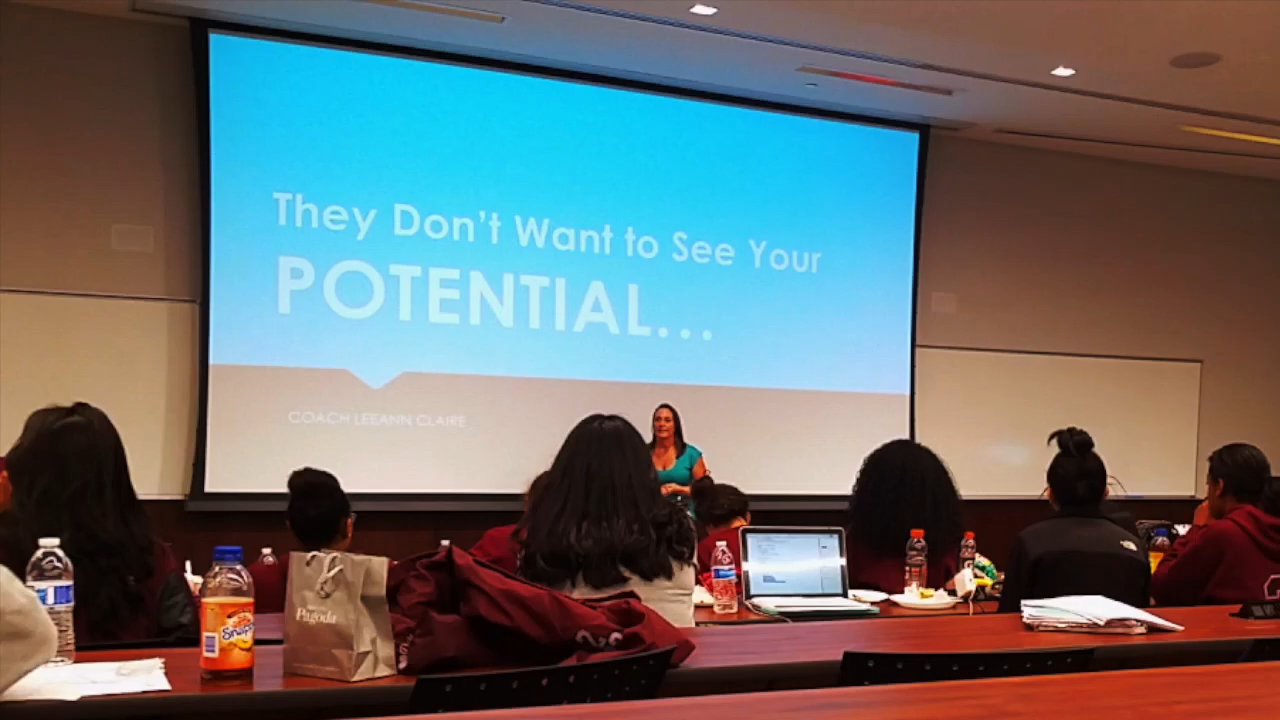 They Don't Want to See Your
POTENTIAL...
COACH LEEANN CLAIRE
Pagoda
Snapple